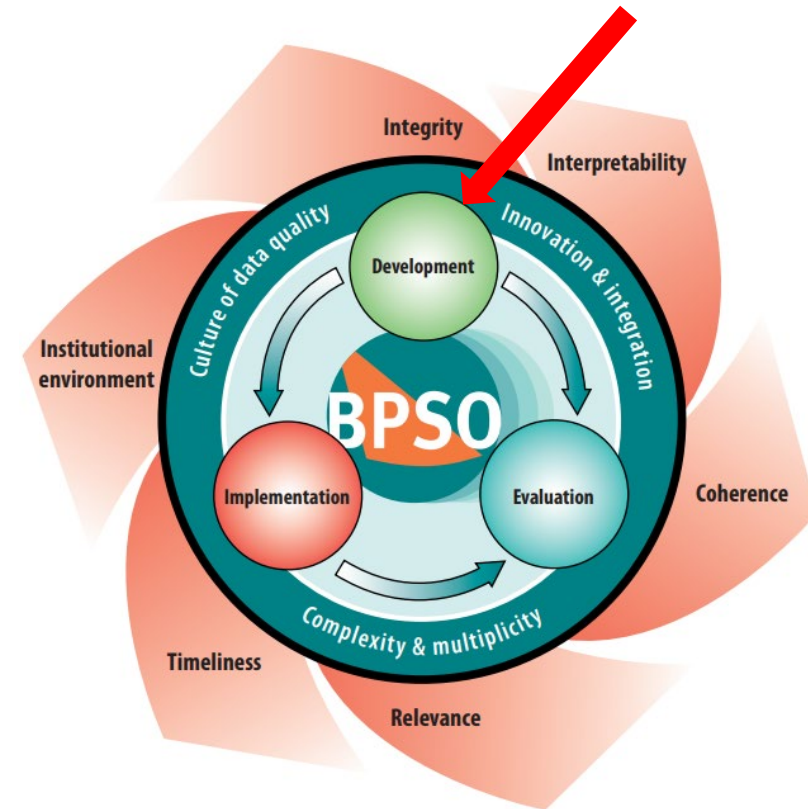 Integrity
Interpretability
Culture of data quality
Innovation & integration
Development
Institutional
environment
BPSO
Implementation
Evaluation
Coherence
Complexity & multiplicity
Timeliness
Relevance